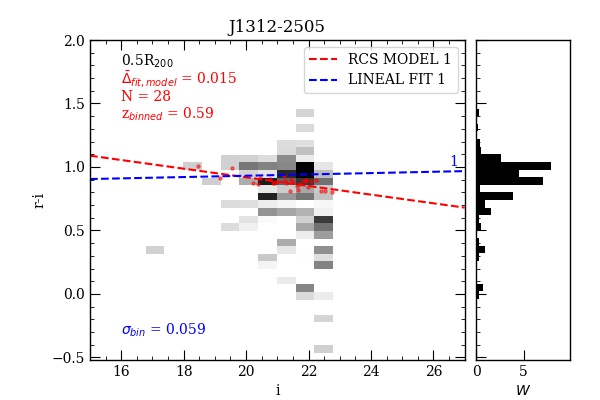 J1312-2505
2.0
1.5
1.0
0.5
0.0
−0.5
r-i
0.5R200
Δ̄fit, model = 0.015
N = 28
zbinned = 0.59
RCS MODEL 1
LINEAL FIT 1
1
σbin = 0.059
16 18 20 22 24 26
i
0 5
W